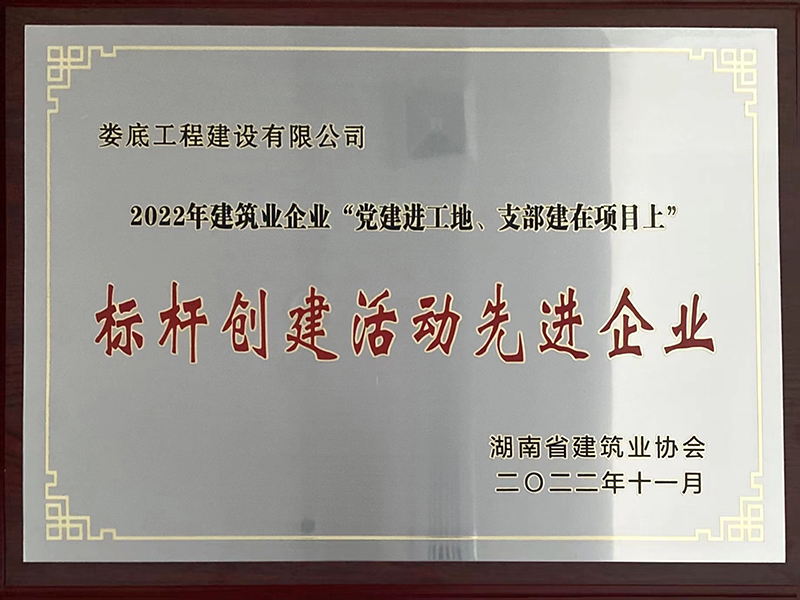 娄底工程建设有限公司
2022年建筑业企业“党建进工地、支部建在项目上”
标杆创建活动先进企业
湖南省建筑业协会
二〇二二年十一月